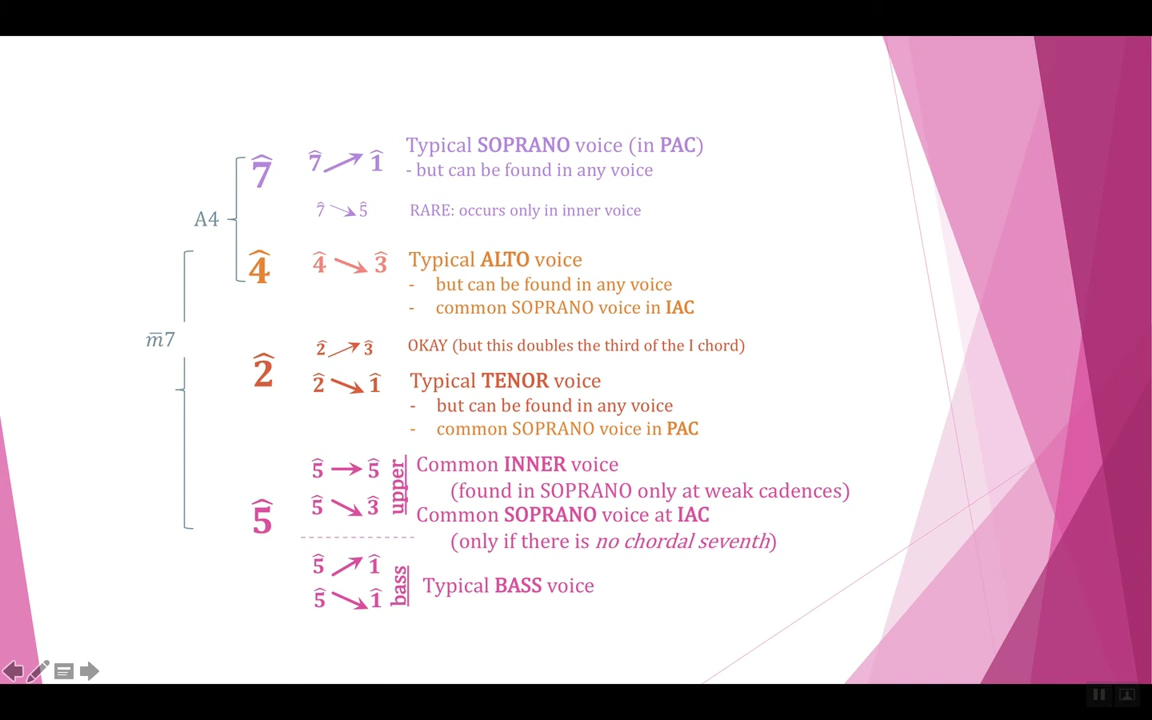 7̂ 7̂ 1̂ Typical SOPRANO voice (in PAC)
- but can be found in any voice
A4 7̂ 5̂ RARE: occurs only in inner voice
4̂ 4̂ 3̂ Typical ALTO voice
- but can be found in any voice
- common SOPRANO voice in IAC
m̅7 2̂ 3̂ OKAY (but this doubles the third of the I chord)
2̂ 2̂ 1̂ Typical TENOR voice
- but can be found in any voice
- common SOPRANO voice in PAC
5̂ 5̂ 5̂ upper Common INNER voice
(found in SOPRANO only at weak cadences)
5̂ 3̂ Common SOPRANO voice at IAC
(only if there is no chordal seventh)
5̂ 1̂ bass Typical BASS voice
5̂ 1̂